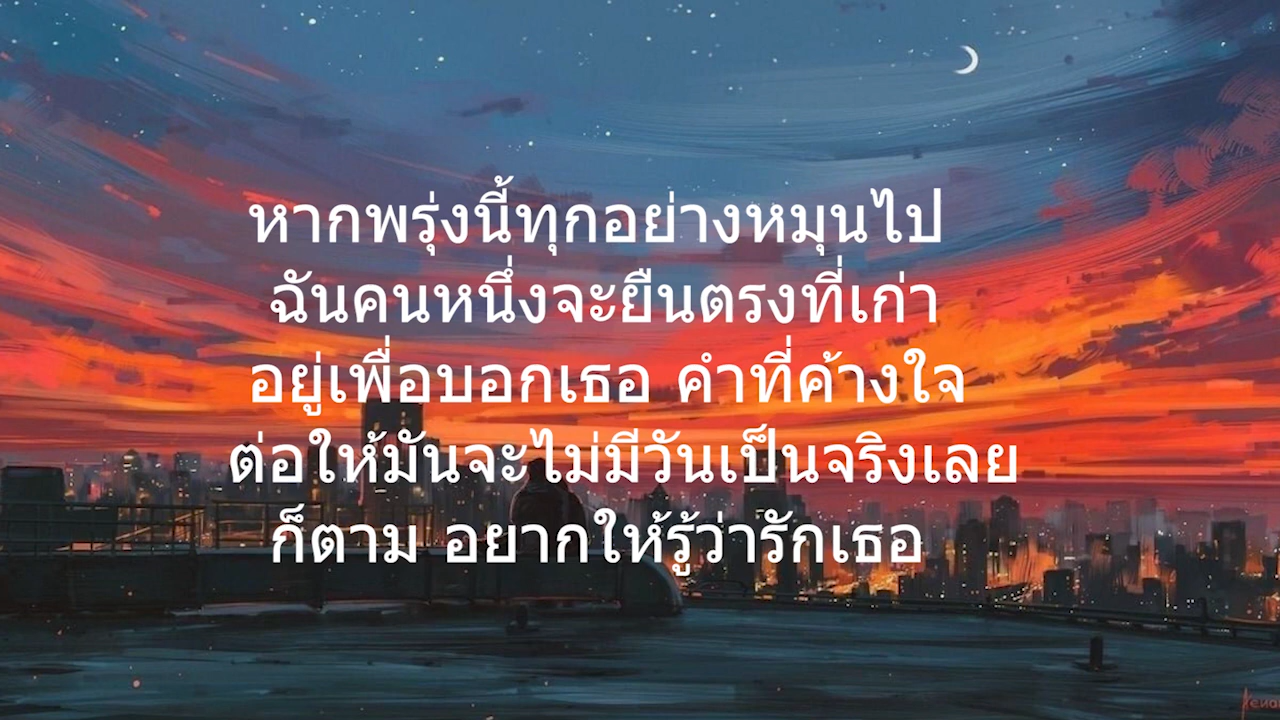 หากพรุ่งนี้ทุกอย่างหมุนไป
ฉันคนหนึ่งจะยืนตรงที่เก่า
อยู่เพื่อบอกเธอ คำที่ค้างใจ
ต่อให้มันจะไม่มีวันเป็นจริงเลย
ก็ตาม อยากให้รู้ว่ารักเธอ